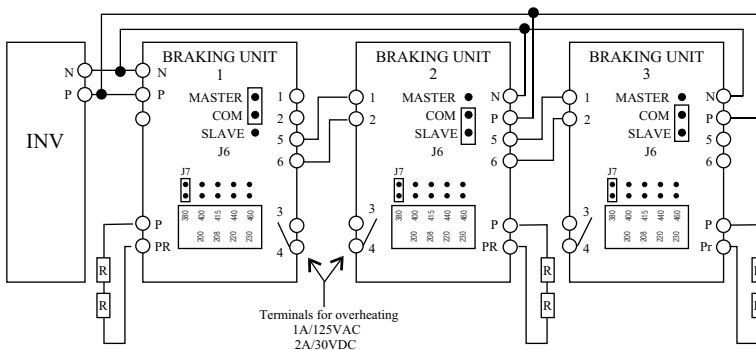 INV
N
P
BRAKING UNIT
1
N
P
MASTER
COM
SLAVE
J6
1
2
5
6
J7
380 400 415 440 460
200 208 220 230
P
PR
3
4
R
R
BRAKING UNIT
2
1
2
MASTER
COM
SLAVE
J6
N
P
5
6
J7
380 400 415 440 460
200 208 220 230
3
4
P
PR
R
R
BRAKING UNIT
3
1
2
MASTER
COM
SLAVE
J6
N
P
5
6
J7
380 400 415 440 460
200 208 220 230
3
4
P
Pr
R
R
Terminals for overheating
1A/125VAC
2A/30VDC